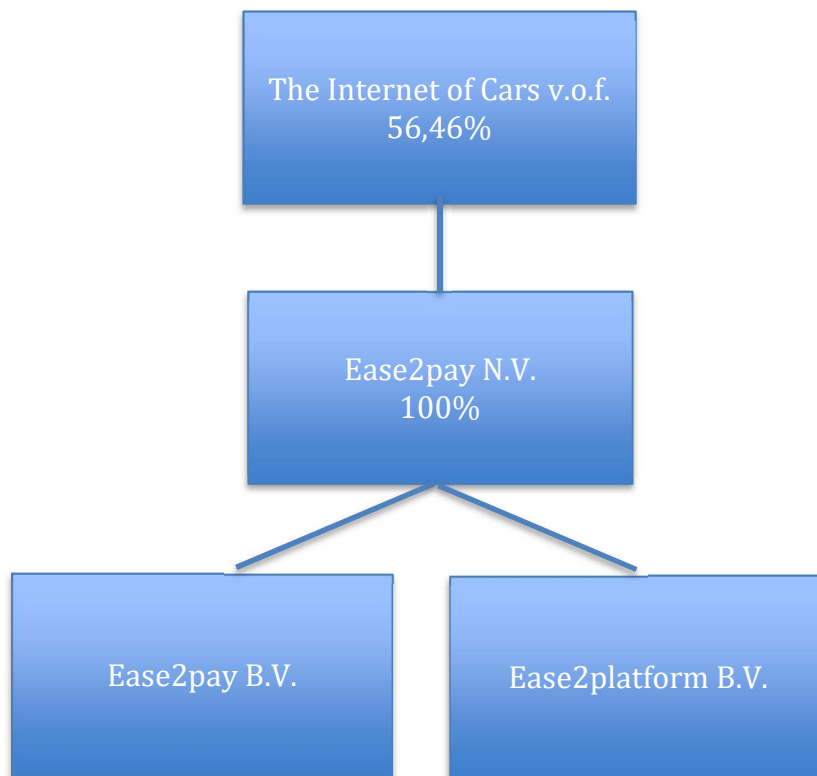 The Internet of Cars v.o.f.
56,46%
Ease2pay N.V.
100%
Ease2pay B.V.
Ease2platform B.V.